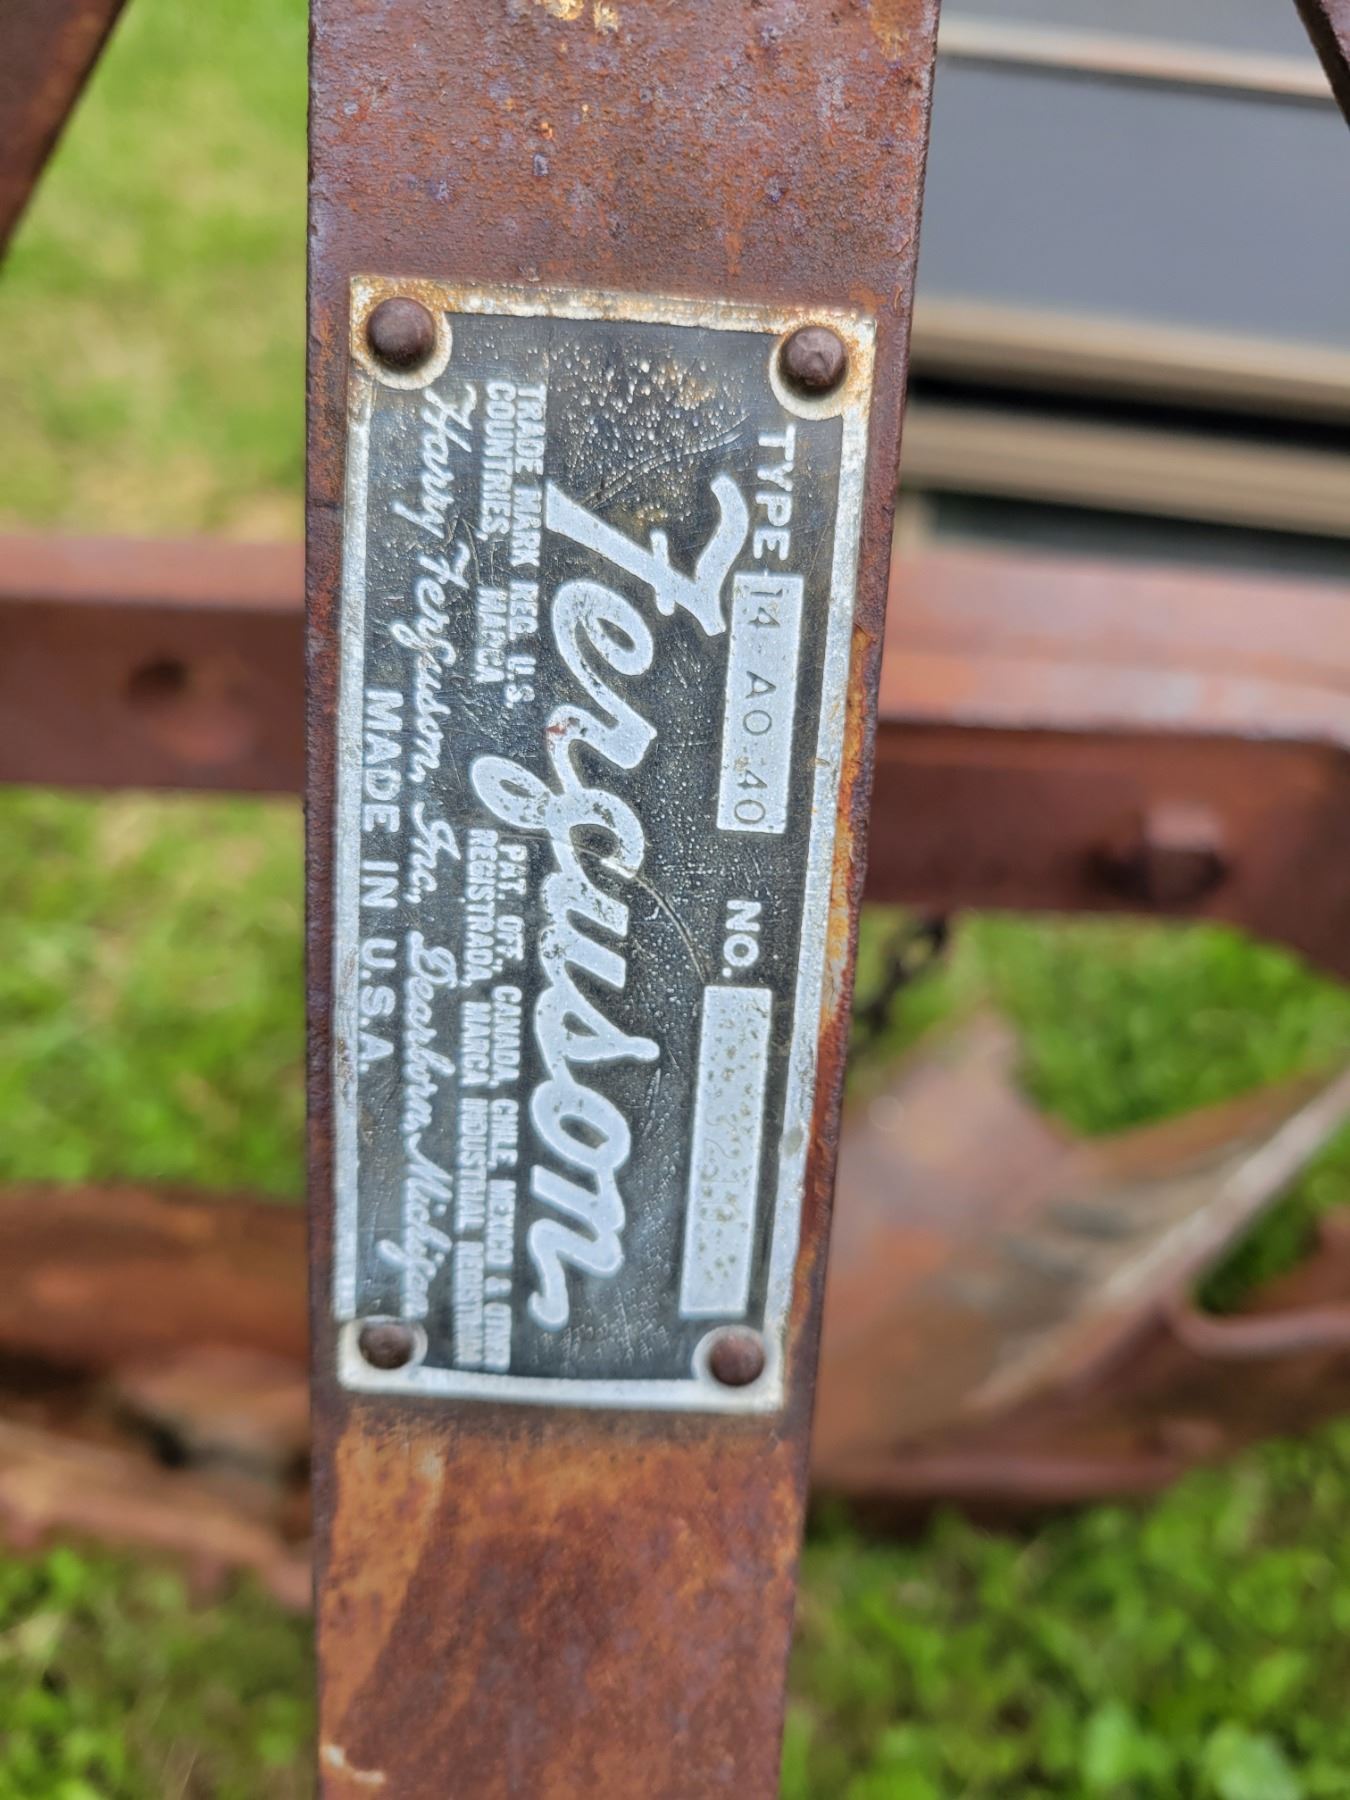 TYPE 14 AO 40 NO.
Ferguson
TRADE MARK REG. U.S. PAT. OFF. CANADA, CHILE, MEXICO & OTHER
COUNTRIES, MARCA REGISTRADA, MARCA INDUSTRIAL REGISTRADA
Harry Ferguson, Inc., Dearborn, Michigan
MADE IN U.S.A.